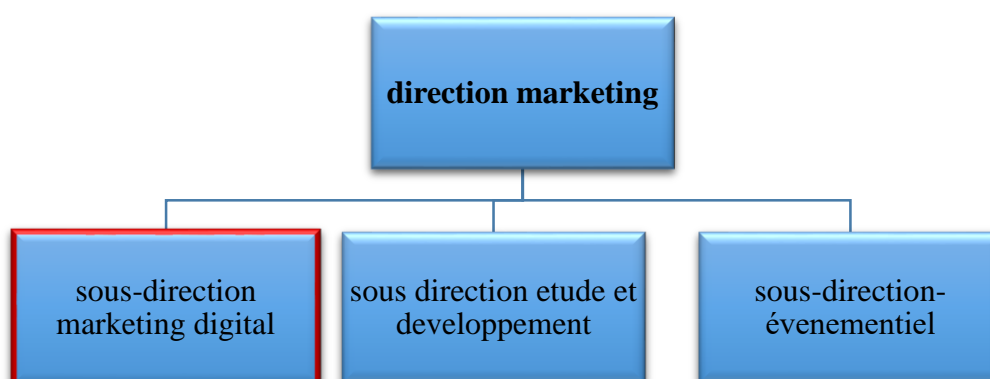 direction marketing
sous-direction
marketing digital
sous direction etude et
developpement
sous-direction-
évenementiel